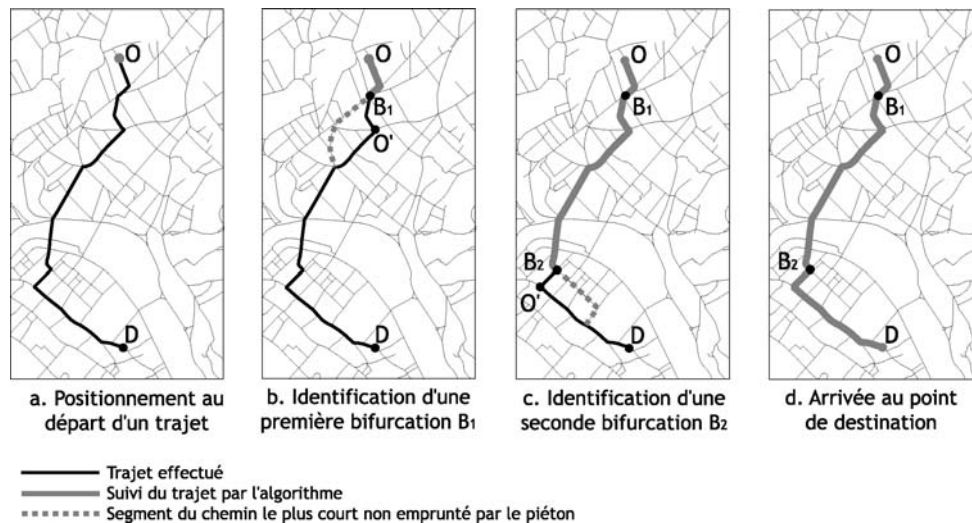 O
D
O
B1
O'
D
O
B1
B2
O'
D
O
B1
B2
D
a. Positionnement au
départ d'un trajet
b. Identification d'une
première bifurcation B1
c. Identification d'une
seconde bifurcation B2
d. Arrivée au point
de destination
Trajet effectué
Suivi du trajet par l'algorithme
Segment du chemin le plus court non emprunté par le piéton